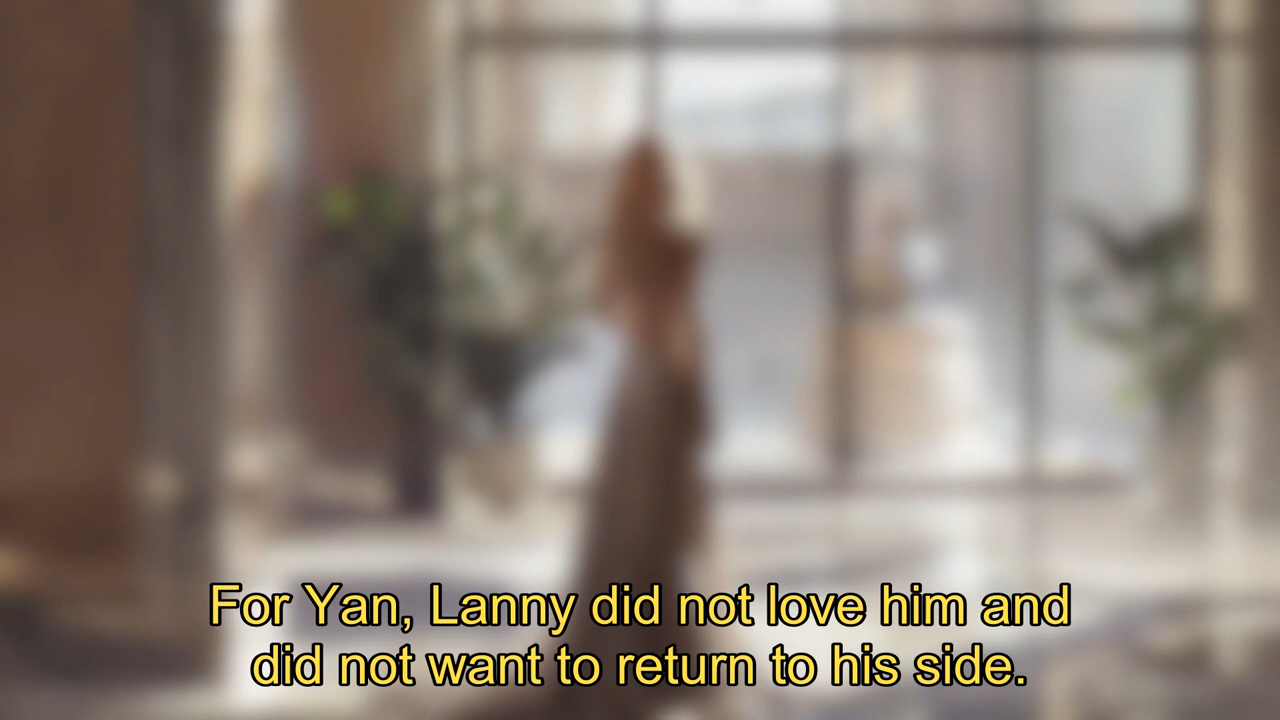 For Yan, Lanny did not love him and
did not want to return to his side.